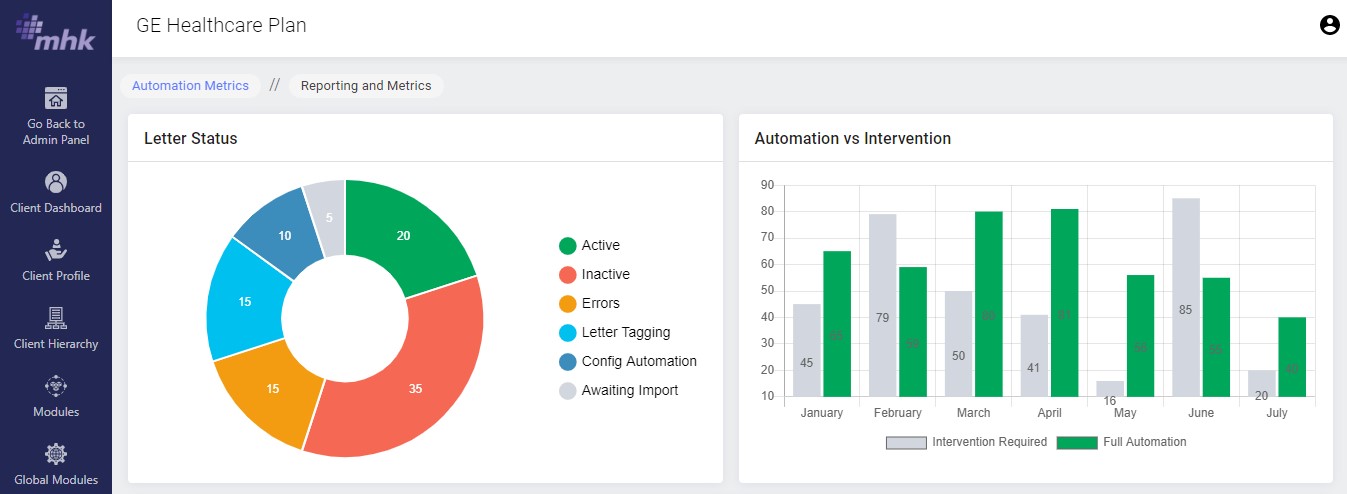 mhk
GE Healthcare Plan
Go Back to
Admin Panel
Client Dashboard
Client Profile
Client Hierarchy
Modules
Global Modules
Automation Metrics // Reporting and Metrics
Letter Status
5
20
10
15
15
35
Active
Inactive
Errors
Letter Tagging
Config Automation
Awaiting Import
Automation vs Intervention
90
80
70
60
50
40
30
20
10
45
65
79
59
50
80
41
81
16
56
85
55
20
40
January February March April May June July
Intervention Required Full Automation